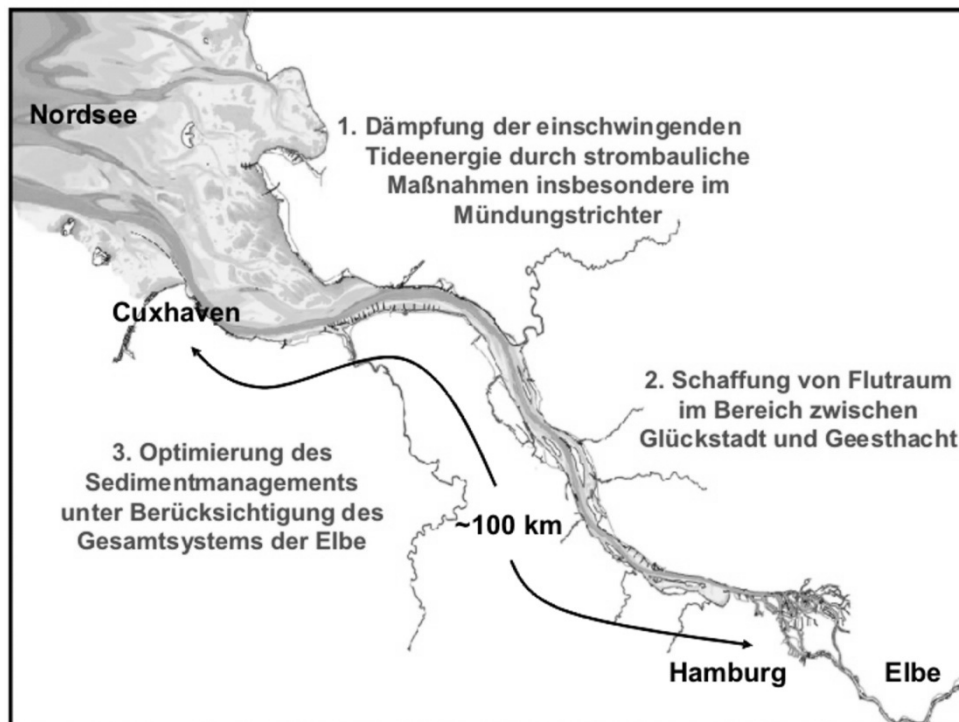 Nordsee
1. Dämpfung der einschwingenden
Tideenergie durch strombauliche
Maßnahmen insbesondere im
Mündungstrichter
Cuxhaven
2. Schaffung von Flutraum
im Bereich zwischen
Glückstadt und Geesthacht
3. Optimierung des
Sedimentmanagements
unter Berücksichtigung des
Gesamtsystems der Elbe
~100 km
Hamburg
Elbe